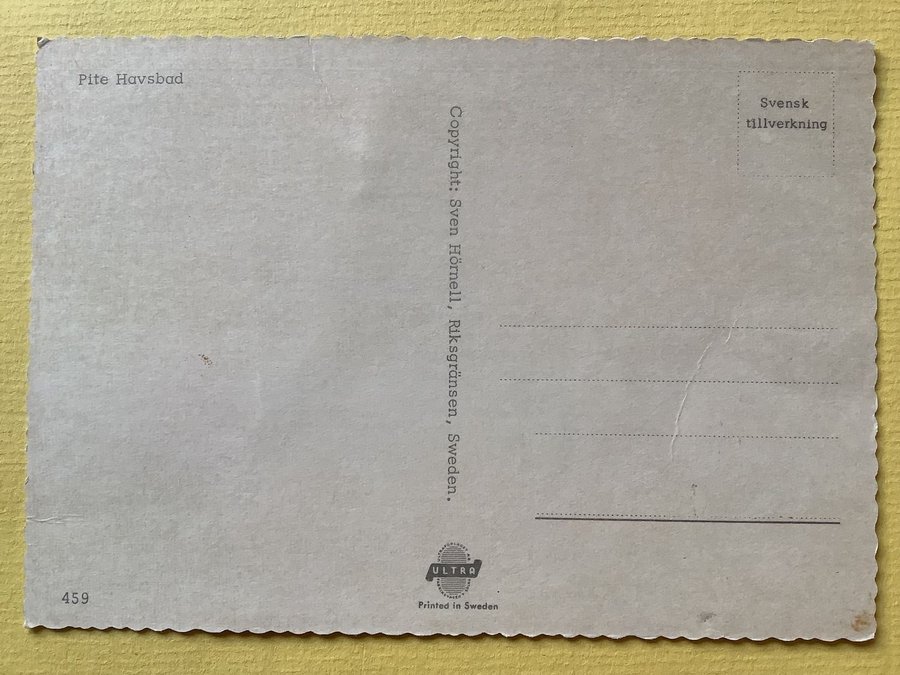 Pite Havsbad
Svensk
tillverkning
Copyright: Sven Hörnell, Riksgränsen, Sweden.
ULTRA
Printed in Sweden
459